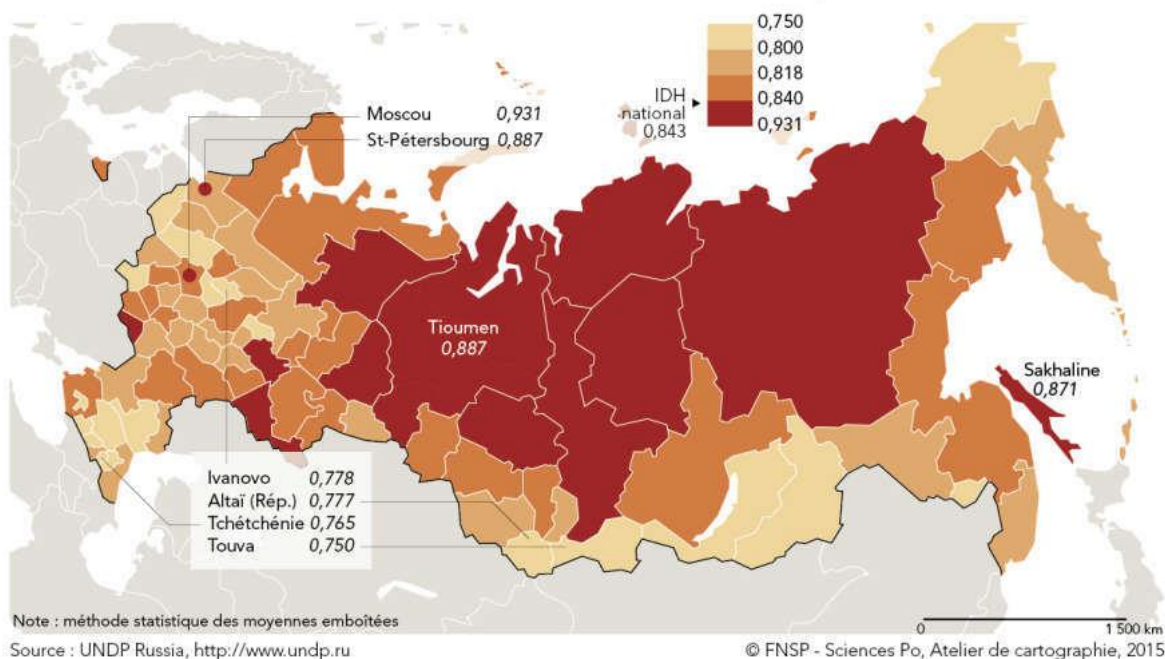 0,750
0,800
0,818
0,840
0,931
IDH
national
0,843
Moscou 0,931
St-Pétersbourg 0,887
Tioumen
0,887
Sakhaline
0,871
Ivanovo 0,778
Altaï (Rép.) 0,777
Tchétchénie 0,765
Touva 0,750
Note : méthode statistique des moyennes emboîtées
0 1 500 km
Source : UNDP Russia, http://www.undp.ru
© FNSP - Sciences Po, Atelier de cartographie, 2015